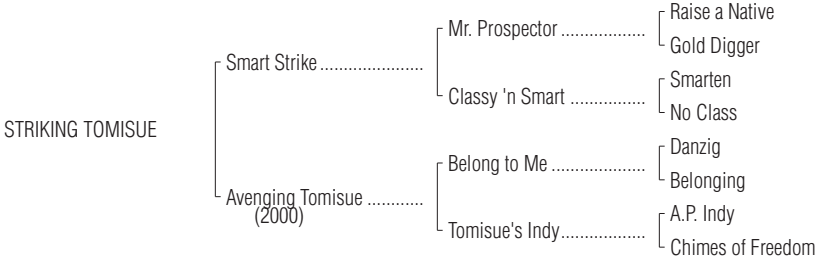 Raise a Native
Mr. Prospector ..................
Gold Digger
Smart Strike ......................
Smarten
Classy 'n Smart ................
No Class
STRIKING TOMISUE
Danzig
Belong to Me ....................
Belonging
Avenging Tomisue ............
(2000)
A.P. Indy
Tomisue's Indy..................
Chimes of Freedom